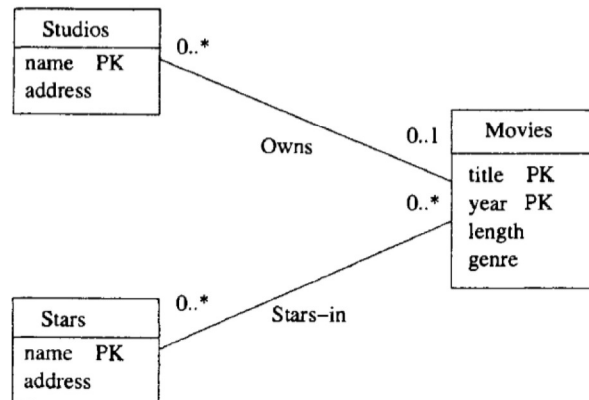 Studios
name PK
address
0..*
Owns
0..1
Movies
title PK
year PK
length
genre
0..*
0..*
Stars-in
Stars
name PK
address